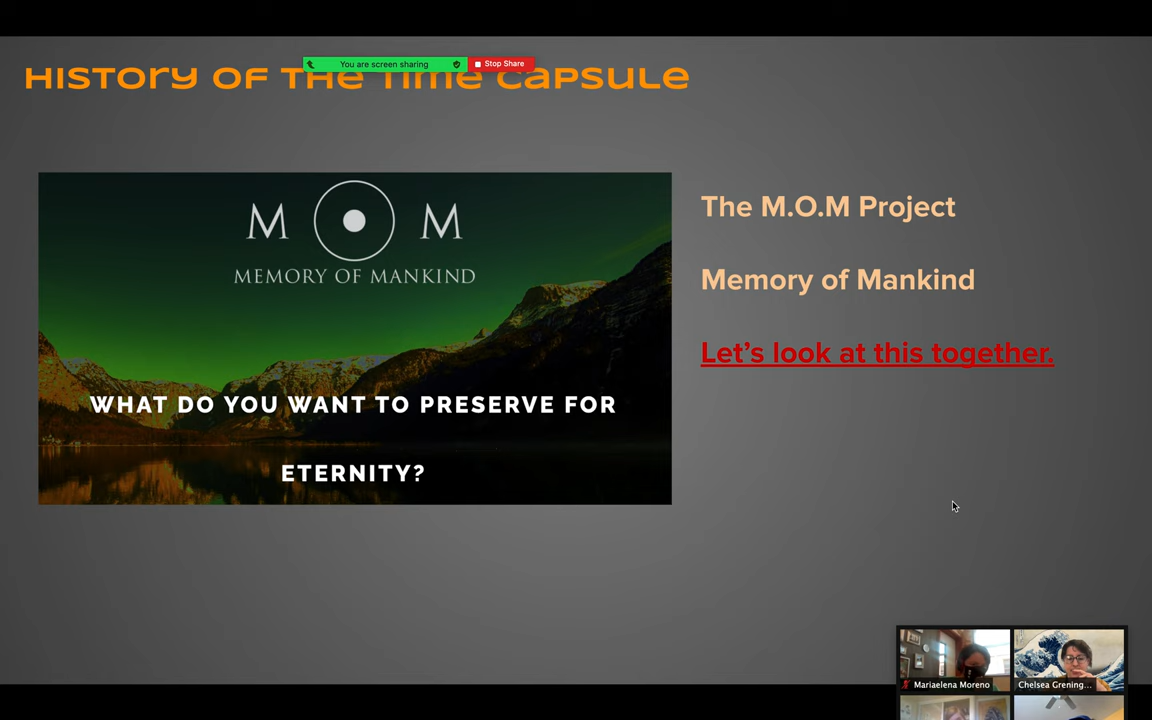 You are screen sharing
Stop Share
HISTORY OF THE TIME CAPSULE
M M
MEMORY OF MANKIND
WHAT DO YOU WANT TO PRESERVE FOR
ETERNITY?
The M.O.M Project
Memory of Mankind
Let's look at this together.
Mariaelena Moreno
Chelsea Grening...